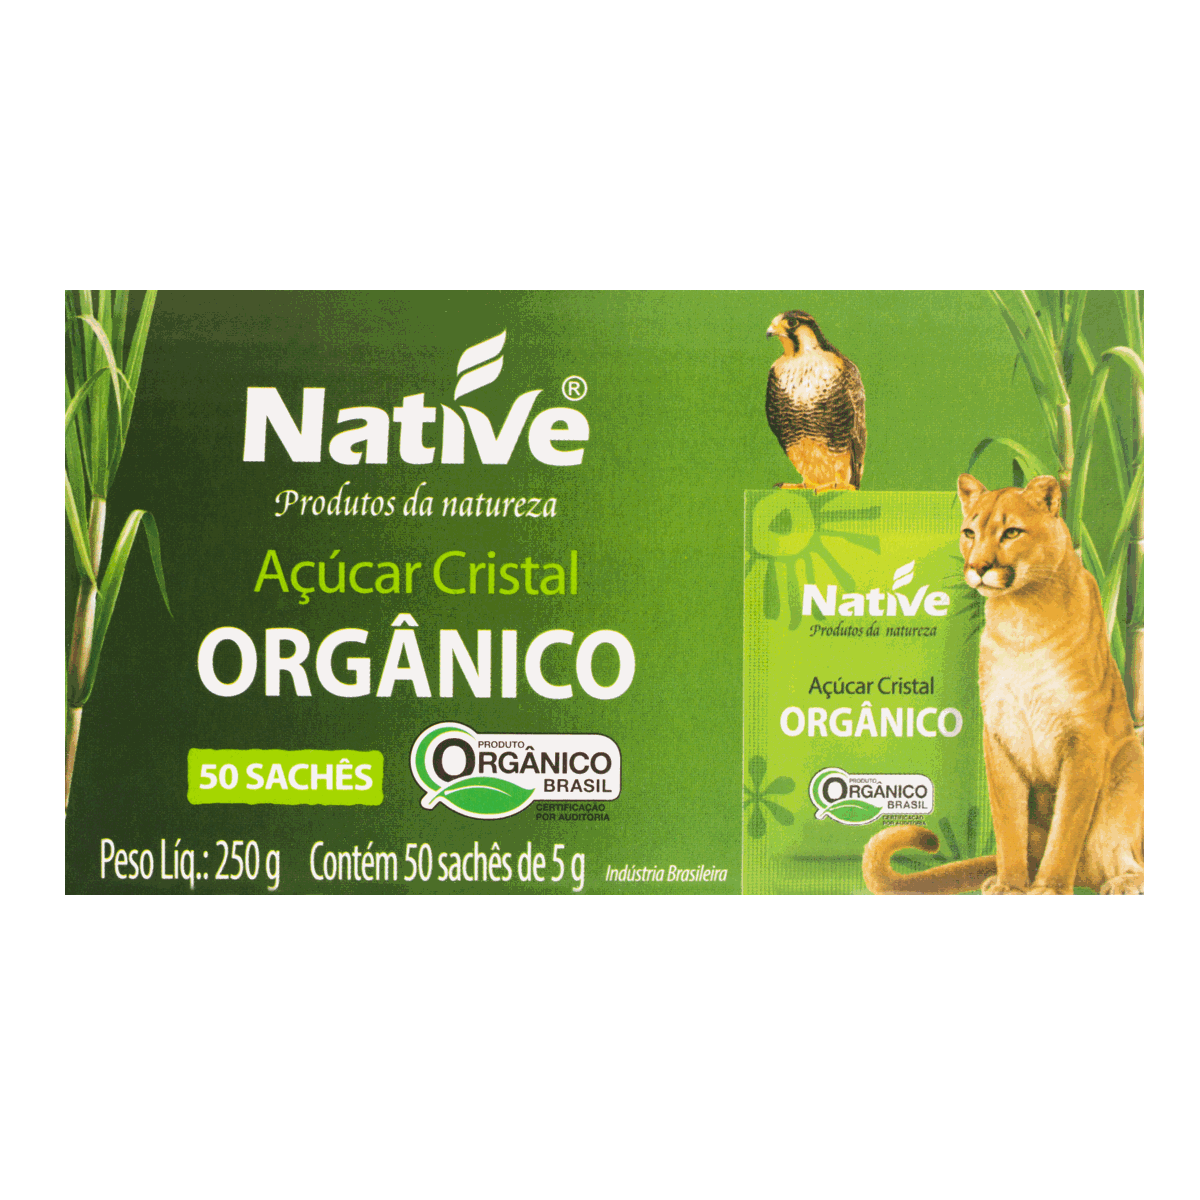 Native®
Produtos da natureza
Açúcar Cristal
ORGÂNICO
50 SACHÊS
PRODUTO
ORGÂNICO
BRASIL
CERTIFICAÇÃO
POR AUDITORIA
Peso Líq.: 250 g Contém 50 sachês de 5 g Indústria Brasileira
Native
Produtos da natureza
Açúcar Cristal
ORGÂNICO
PRODUTO
ORGÂNICO
BRASIL
CERTIFICAÇÃO
POR AUDITORIA